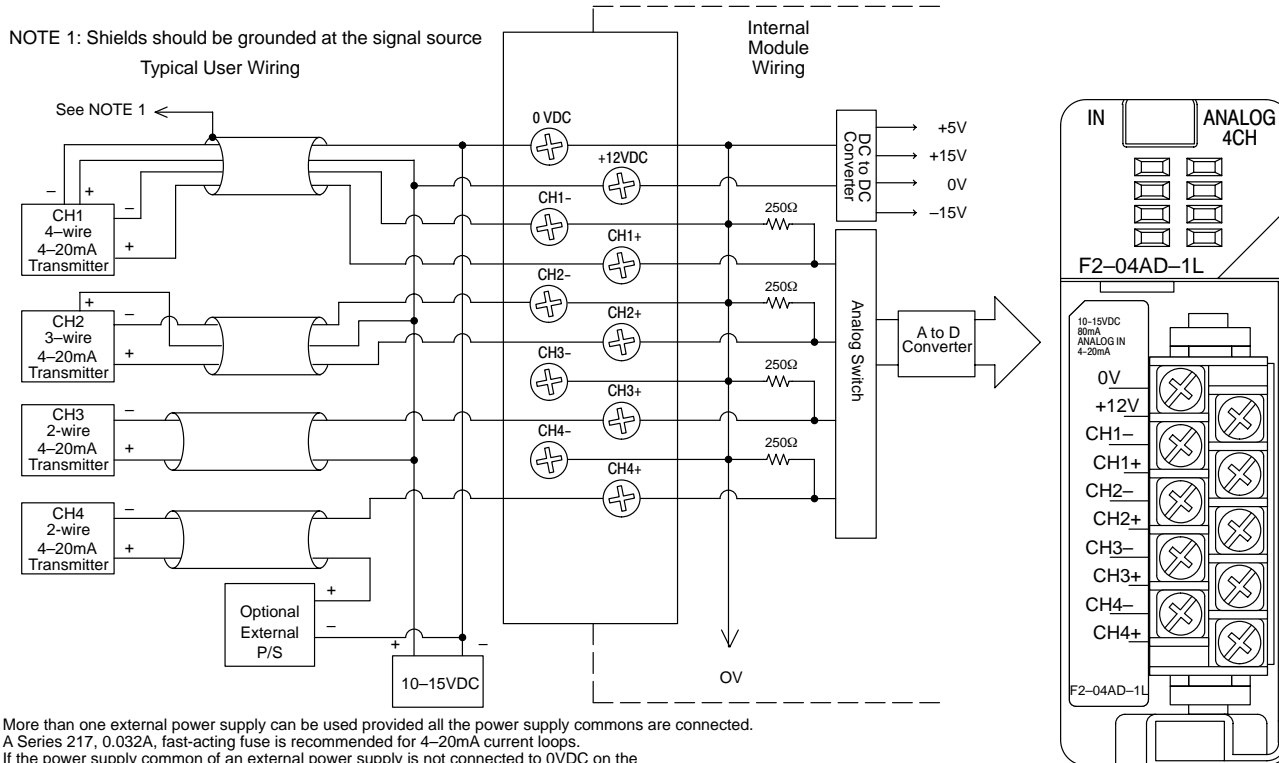 NOTE 1: Shields should be grounded at the signal source
Typical User Wiring
Internal
Module
Wiring
See NOTE 1
0 VDC
+12VDC
CH1-
CH1+
CH2-
CH2+
CH3-
CH3+
CH4-
CH4+
– +
CH1
4–wire
4–20mA
Transmitter
–
+
+
CH2
3–wire
4–20mA
Transmitter
–
+
CH3
2-wire
4–20mA
Transmitter
–
+
CH4
2-wire
4–20mA
Transmitter
–
+
Optional
External
P/S
+
–
+ –
10–15VDC
250Ω
250Ω
250Ω
250Ω
DC to DC
Converter
+5V
+15V
0V
–15V
Analog Switch
A to D
Converter
OV
IN
ANALOG
4CH
F2–04AD–1L
10-15VDC
80mA
ANALOG IN
4-20mA
0V
+12V
CH1–
CH1+
CH2–
CH2+
CH3–
CH3+
CH4–
CH4+
F2–04AD–1L
More than one external power supply can be used provided all the power supply commons are connected.
A Series 217, 0.032A, fast-acting fuse is recommended for 4–20mA current loops.
If the power supply common of an external power supply is not connected to 0VDC on the